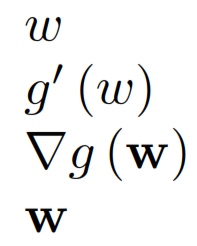 w
g′ (w)
∇g (𝐰)
𝐰